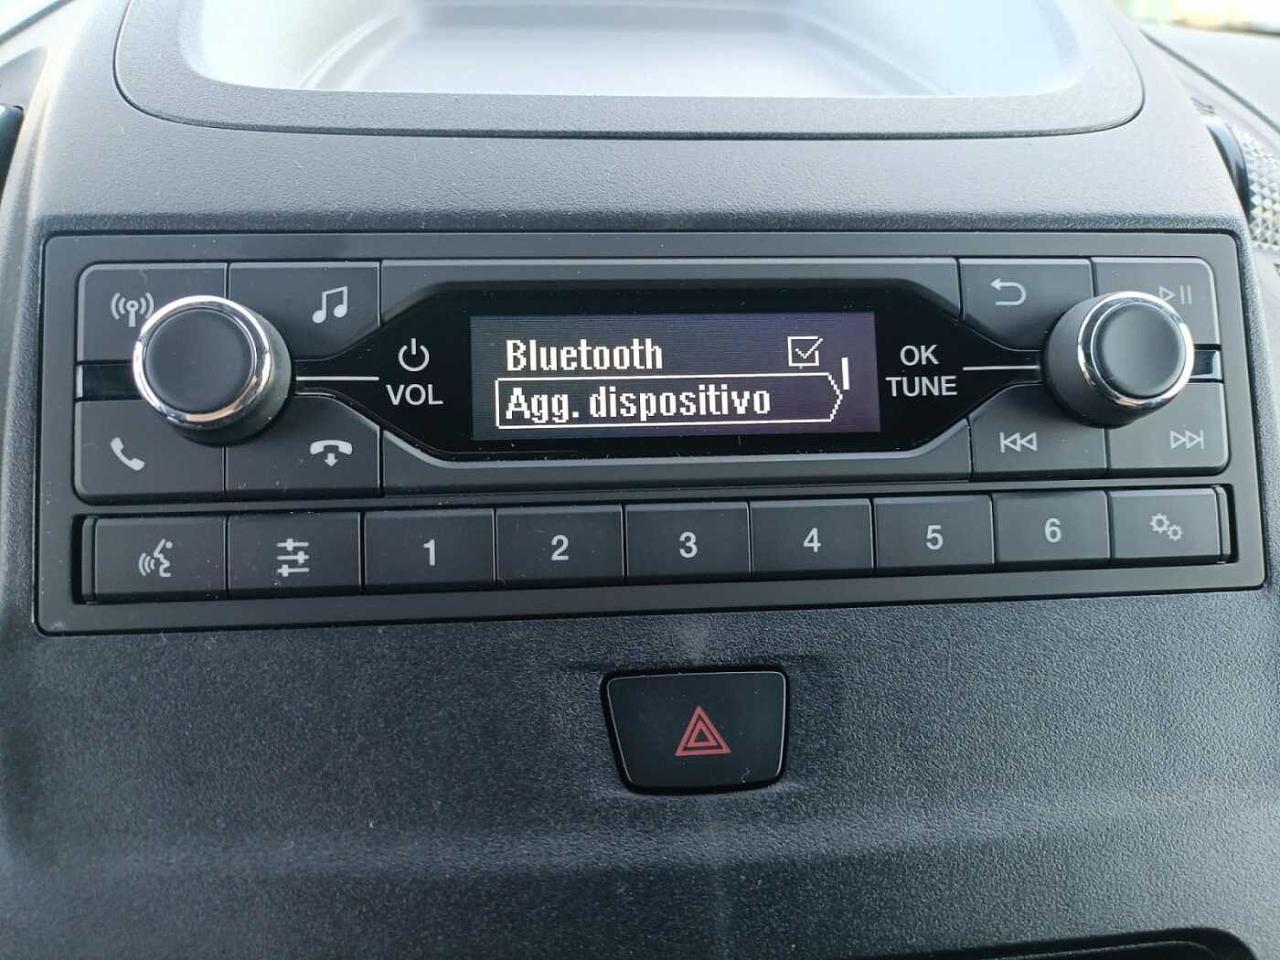 Bluetooth
Agg. dispositivo
VOL
OK
TUNE
1 2 3 4 5 6